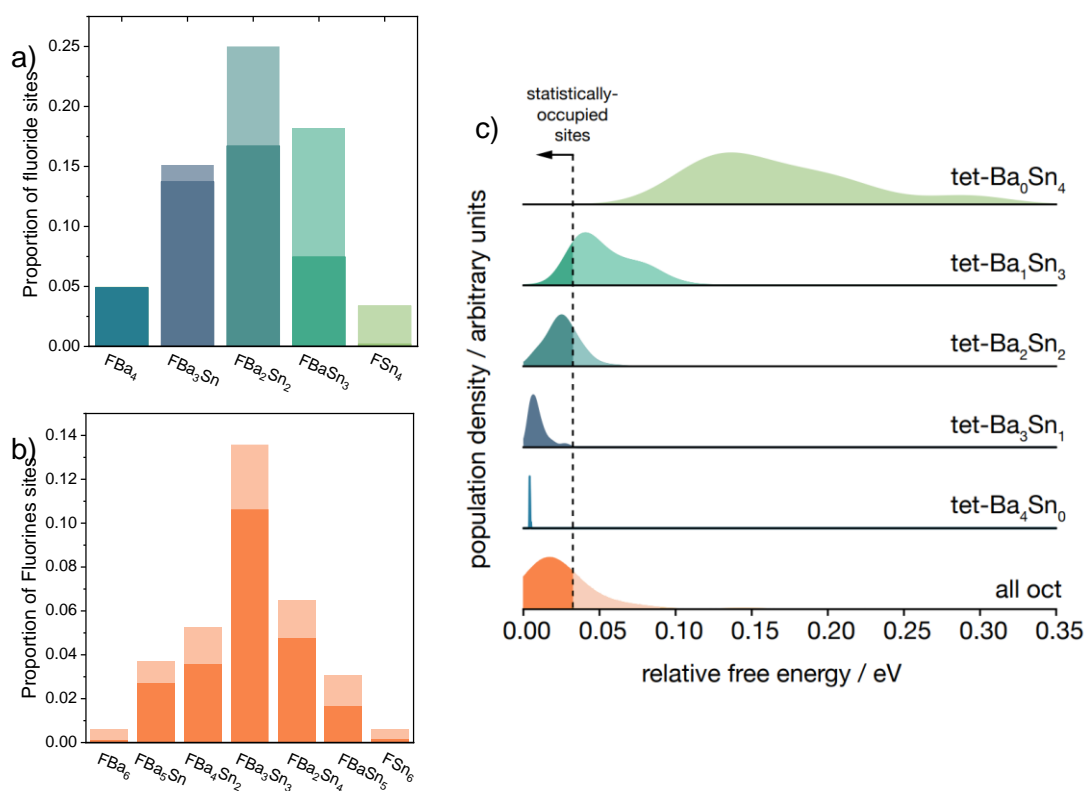 a)
Proportion of fluoride sites
0.25
0.20
0.15
0.10
0.05
0.00
FBa₄
FBa₃Sn
FBa₂Sn₂
FBaSn₃
FSn₄
b)
Proportion of Fluorines sites
0.14
0.12
0.10
0.08
0.06
0.04
0.02
0.00
FBa₆
FBa₅Sn
FBa₄Sn₂
FBa₃Sn₃
FBa₂Sn₄
FBaSn₅
FSn₆
c)
statistically-
occupied
sites
population density / arbitrary units
tet-Ba₀Sn₄
tet-Ba₁Sn₃
tet-Ba₂Sn₂
tet-Ba₃Sn₁
tet-Ba₄Sn₀
all oct
0.00 0.05 0.10 0.15 0.20 0.25 0.30 0.35
relative free energy / eV